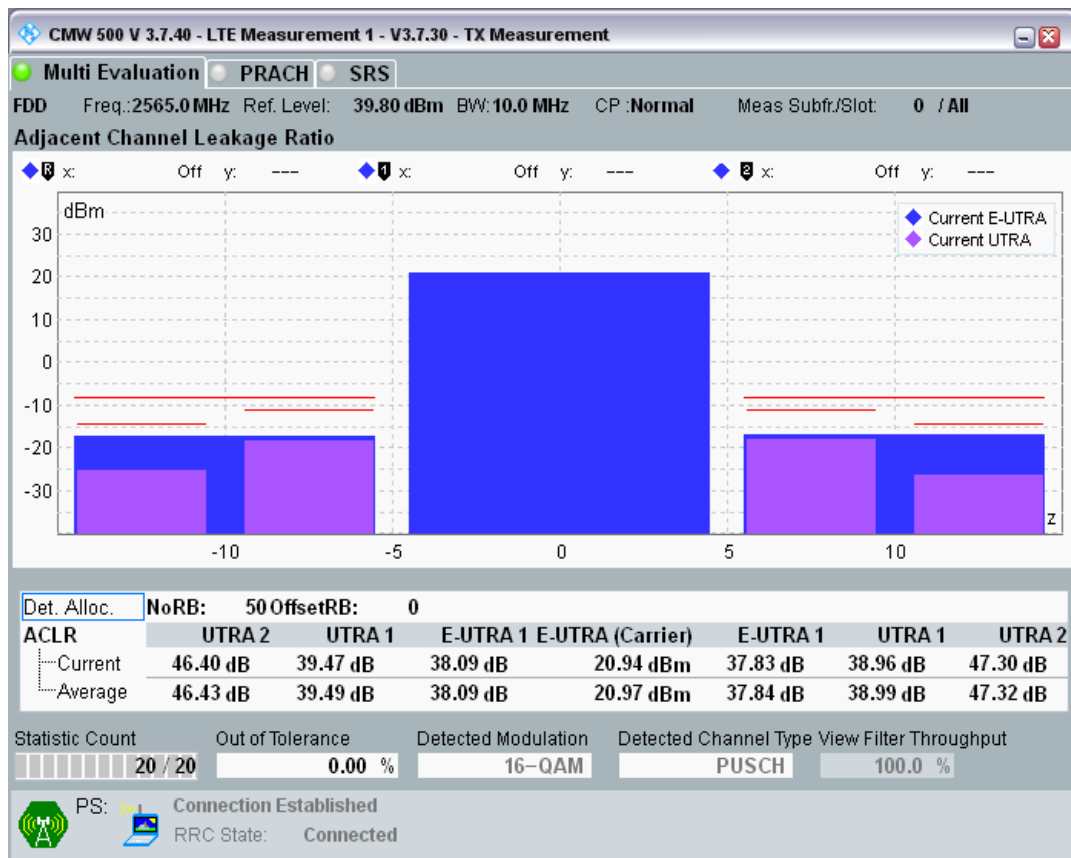 CMW 500 V 3.7.40 - LTE Measurement 1 - V3.7.30 - TX Measurement
Multi Evaluation PRACH SRS
FDD Freq.:2565.0 MHz Ref. Level: 39.80 dBm BW: 10.0 MHz CP :Normal Meas Subfr./Slot: 0 / All
Adjacent Channel Leakage Ratio
R x: Off y: --- 1 x: Off y: --- 2 x: Off y: ---
dBm
Current E-UTRA
Current UTRA
30
20
10
0
-10
-20
-30
z
-10 -5 0 5 10
Det. Alloc. NoRB: 50 OffsetRB: 0
ACLR UTRA 2 UTRA 1 E-UTRA 1 E-UTRA (Carrier) E-UTRA 1 UTRA 1 UTRA 2
Current 46.40 dB 39.47 dB 38.09 dB 20.94 dBm 37.83 dB 38.96 dB 47.30 dB
Average 46.43 dB 39.49 dB 38.09 dB 20.97 dBm 37.84 dB 38.99 dB 47.32 dB
Statistic Count Out of Tolerance Detected Modulation Detected Channel Type View Filter Throughput
20 / 20 0.00 % 16-QAM PUSCH 100.0 %
PS: Connection Established
RRC State: Connected